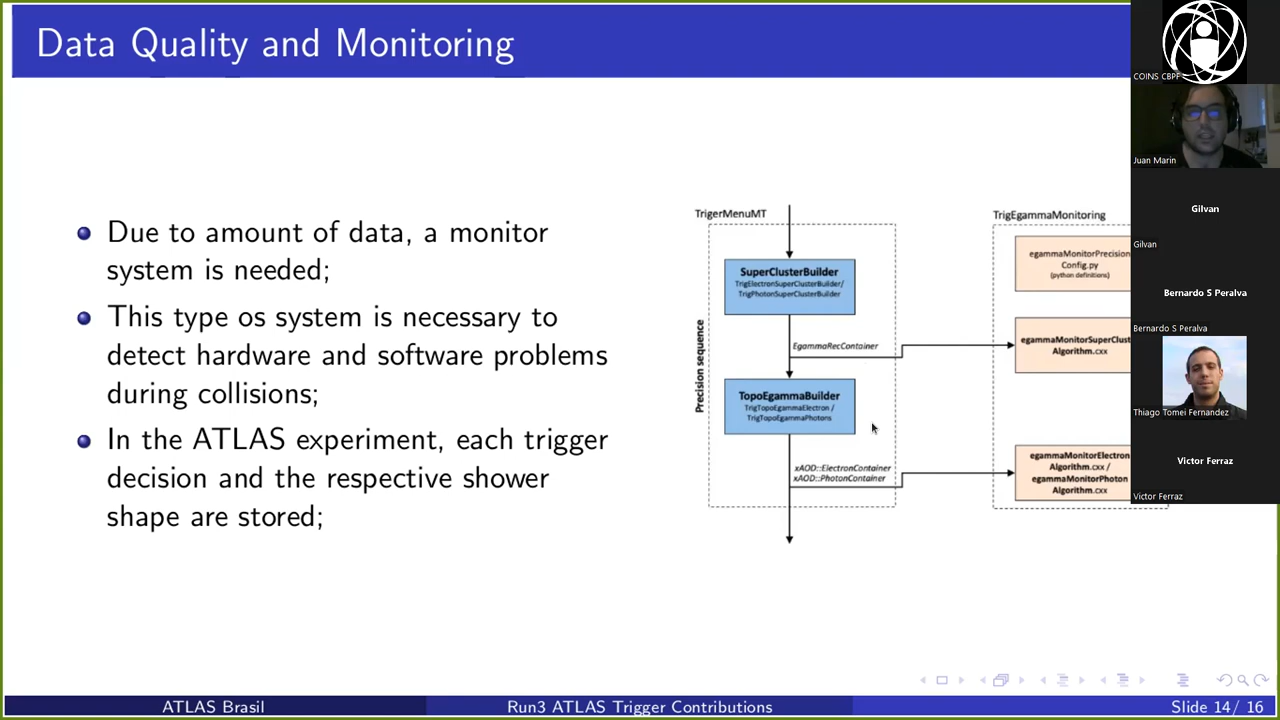 Data Quality and Monitoring
Due to amount of data, a monitor
system is needed;
This type os system is necessary to
detect hardware and software problems
during collisions;
In the ATLAS experiment, each trigger
decision and the respective shower
shape are stored;
TrigerMenuMT
Precision sequence
SuperClusterBuilder
TrigElectronSuperClusterBuilder/
TrigPhotonSuperClusterBuilder
EgammaRecContainer
TopoEgammaBuilder
TrigTopoEgammaElectron /
TrigTopoEgammaPhotons
xAOD::ElectronContainer
xAOD::PhotonContainer
TrigEgammaMonitoring
egammaMonitorPrecision
Config.py
(python definitions)
egammaMonitorSuperClust
Algorithm.cxx
egammaMonitorElectron
Algorithm.cxx /
egammaMonitorPhoton
Algorithm.cxx
COINS CBPF
Juan Marin
Gilvan
Gilvan
Bernardo S Peralva
Bernardo S Peralva
Thiago Tomei Fernandez
Victor Ferraz
Victor Ferraz
ATLAS Brasil
Run3 ATLAS Trigger Contributions
Slide 14/ 16